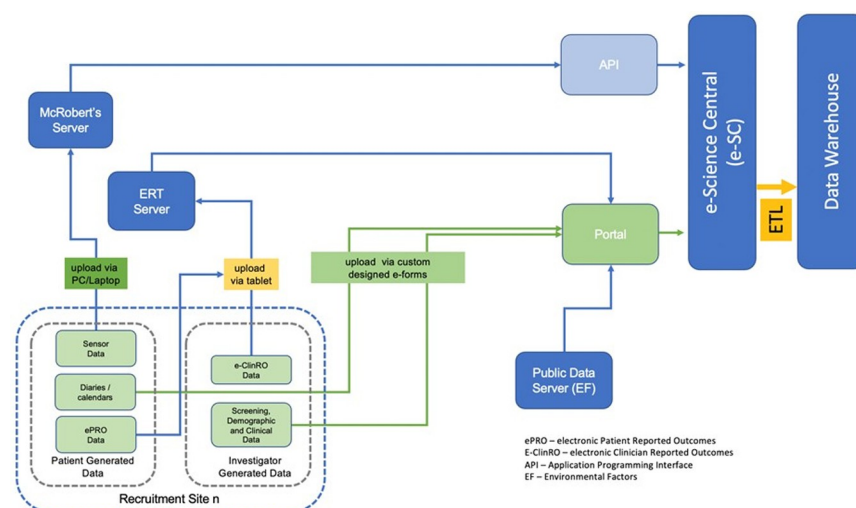 API
McRobert's
Server
e-Science Central
(e-SC)
Data Warehouse
ERT
Server
Portal
ETL
upload via
PC/Laptop
upload
via tablet
upload via custom
designed e-forms
Sensor
Data
e-ClinRO
Data
Diaries /
calendars
Screening,
Demographic
and Clinical
Data
ePRO
Data
Public Data
Server (EF)
Patient Generated
Data
Investigator
Generated Data
Recruitment Site n
ePRO – electronic Patient Reported Outcomes
E-ClinRO – electronic Clinician Reported Outcomes
API – Application Programming Interface
EF – Environmental Factors